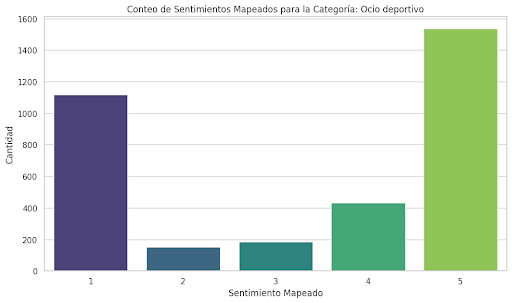 Conteo de Sentimientos Mapeados para la Categoría: Ocio deportivo
1600
1400
1200
1000
800
600
400
200
0
Cantidad
1 2 3 4 5
Sentimiento Mapeado